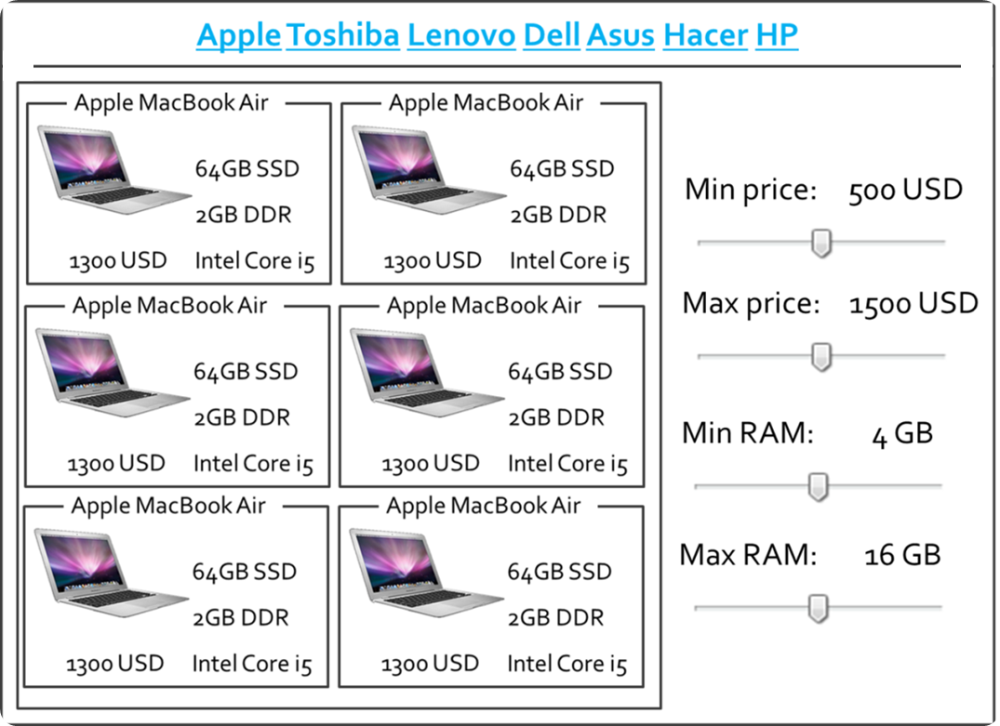 Apple Toshiba Lenovo Dell Asus Hacer HP
Apple MacBook Air
64GB SSD
2GB DDR
1300 USD Intel Core i5
Apple MacBook Air
64GB SSD
2GB DDR
1300 USD Intel Core i5
Apple MacBook Air
64GB SSD
2GB DDR
1300 USD Intel Core i5
Apple MacBook Air
64GB SSD
2GB DDR
1300 USD Intel Core i5
Apple MacBook Air
64GB SSD
2GB DDR
1300 USD Intel Core i5
Apple MacBook Air
64GB SSD
2GB DDR
1300 USD Intel Core i5
Min price: 500 USD
Max price: 1500 USD
Min RAM: 4 GB
Max RAM: 16 GB